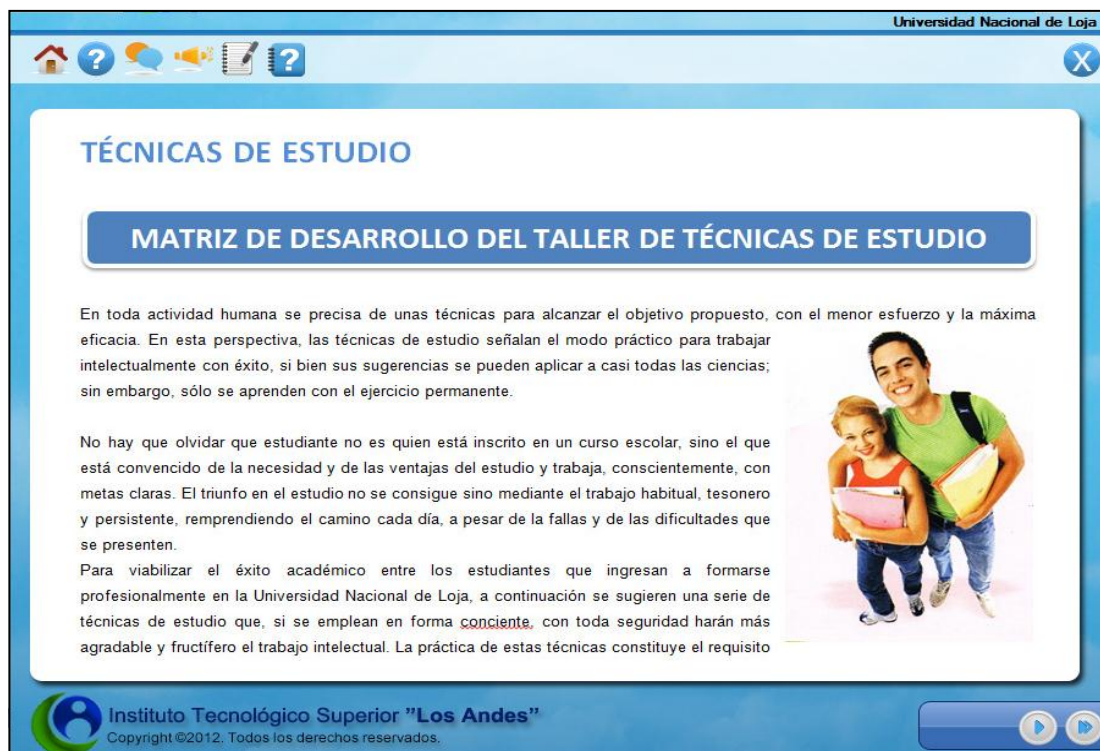 Universidad Nacional de Loja
?
?
X
TÉCNICAS DE ESTUDIO
MATRIZ DE DESARROLLO DEL TALLER DE TÉCNICAS DE ESTUDIO
En toda actividad humana se precisa de unas técnicas para alcanzar el objetivo propuesto, con el menor esfuerzo y la máxima
eficacia. En esta perspectiva, las técnicas de estudio señalan el modo práctico para trabajar
intelectualmente con éxito, si bien sus sugerencias se pueden aplicar a casi todas las ciencias;
sin embargo, sólo se aprenden con el ejercicio permanente.
No hay que olvidar que estudiante no es quien está inscrito en un curso escolar, sino el que
está convencido de la necesidad y de las ventajas del estudio y trabaja, conscientemente, con
metas claras. El triunfo en el estudio no se consigue sino mediante el trabajo habitual, tesonero
y persistente, remprendiendo el camino cada día, a pesar de la fallas y de las dificultades que
se presenten.
Para viabilizar el éxito académico entre los estudiantes que ingresan a formarse
profesionalmente en la Universidad Nacional de Loja, a continuación se sugieren una serie de
técnicas de estudio que, si se emplean en forma conciente, con toda seguridad harán más
agradable y fructífero el trabajo intelectual. La práctica de estas técnicas constituye el requisito
Instituto Tecnológico Superior "Los Andes"
Copyright ©2012. Todos los derechos reservados.